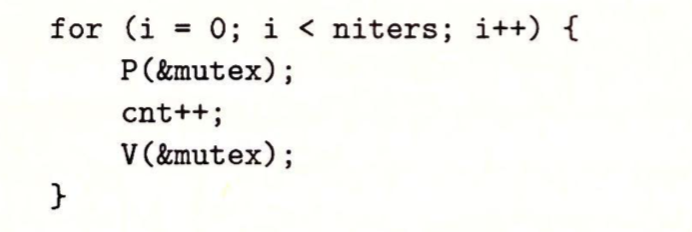 for (i = 0; i < niters; i++) {
    P(&mutex);
    cnt++;
    V(&mutex);
}